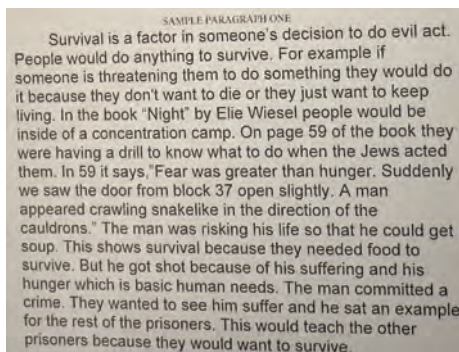 SAMPLE PARAGRAPH ONE
Survival is a factor in someone's decision to do evil act.
People would do anything to survive. For example if
someone is threatening them to do something they would do
it because they don't want to die or they just want to keep
living. In the book “Night” by Elie Wiesel people would be
inside of a concentration camp. On page 59 of the book they
were having a drill to know what to do when the Jews acted
them. In 59 it says,"Fear was greater than hunger. Suddenly
we saw the door from block 37 open slightly. A man
appeared crawling snakelike in the direction of the
cauldrons.” The man was risking his life so that he could get
soup. This shows survival because they needed food to
survive. But he got shot because of his suffering and his
hunger which is basic human needs. The man committed a
crime. They wanted to see him suffer and he sat an example
for the rest of the prisoners. This would teach the other
prisoners because they would want to survive.